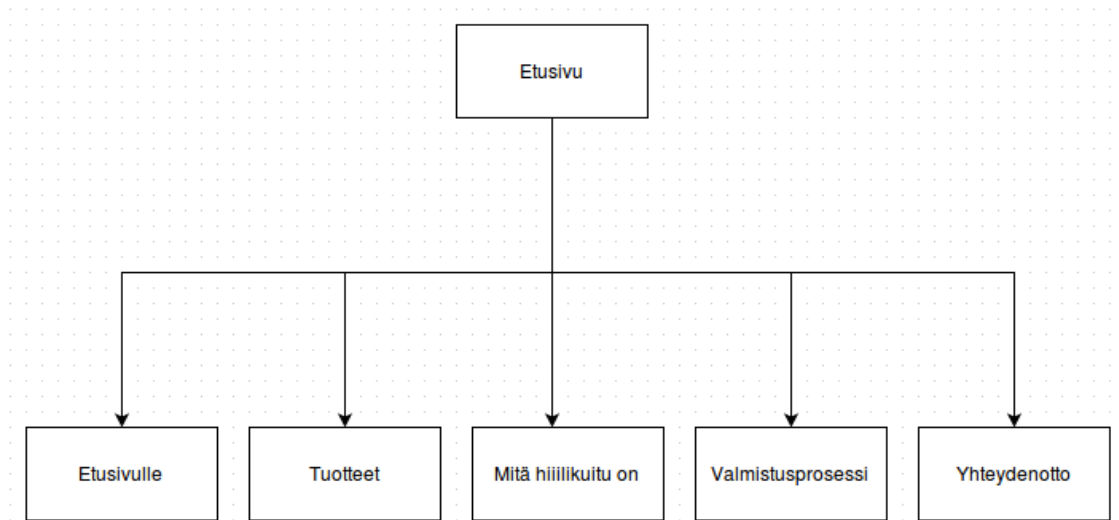 Etusivu
Etusivulle
Tuotteet
Mitä hiiilikuitu on
Valmistusprosessi
Yhteydenotto